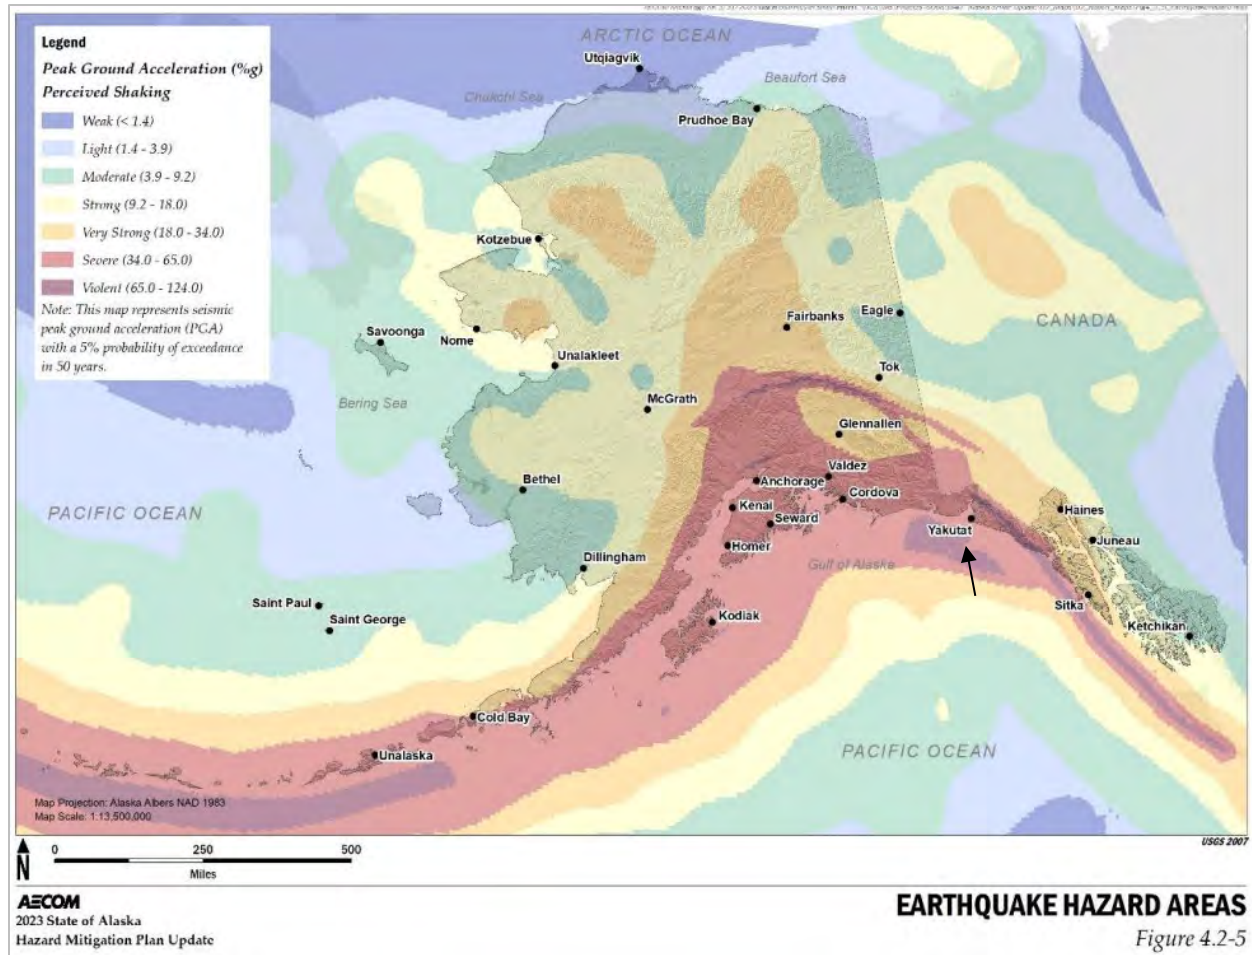 Legend
Peak Ground Acceleration (%g)
Perceived Shaking
Weak (< 1.4)
Light (1.4 - 3.9)
Moderate (3.9 - 9.2)
Strong (9.2 - 18.0)
Very Strong (18.0 - 34.0)
Severe (34.0 - 65.0)
Violent (65.0 - 124.0)
Note: This map represents seismic
peak ground acceleration (PGA)
with a 5% probability of exceedance
in 50 years.
ARCTIC OCEAN
Utqiagvik
Beaufort Sea
Chukchi Sea
Prudhoe Bay
Kotzebue
Fairbanks
Eagle
CANADA
Savoonga
Nome
Unalakleet
Tok
Bering Sea
McGrath
Glennallen
Valdez
Bethel
Anchorage
Cordova
PACIFIC OCEAN
Kenai
Seward
Haines
Yakutat
Juneau
Homer
Dillingham
Gulf of Alaska
Saint Paul
Saint George
Kodiak
Sitka
Ketchikan
Cold Bay
Unalaska
PACIFIC OCEAN
Map Projection: Alaska Albers NAD 1983
Map Scale: 1:13,500,000
USGS 2007
N
0 250 500
Miles
AECOM
2023 State of Alaska
Hazard Mitigation Plan Update
EARTHQUAKE HAZARD AREAS
Figure 4.2-5